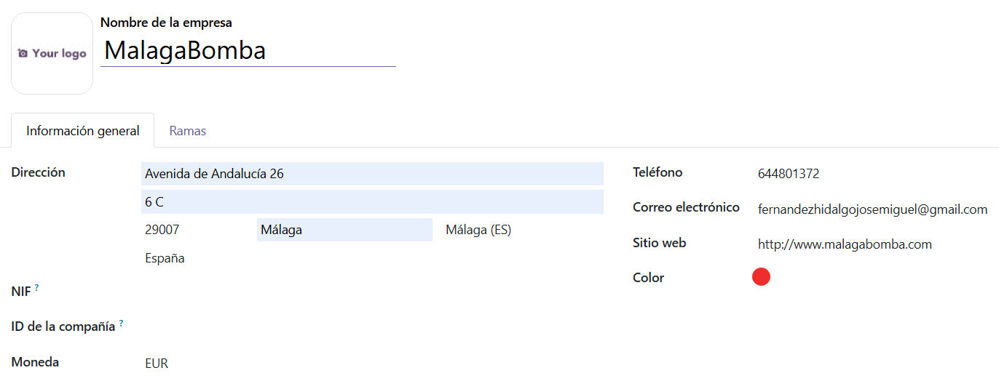 Nombre de la empresa
Your logo
MalagaBomba
Información general
Ramas
Dirección
Avenida de Andalucía 26
6 C
29007
Málaga
Málaga (ES)
España
NIF ?
ID de la compañía ?
Moneda
EUR
Teléfono
644801372
Correo electrónico
fernandezhidalgojosemiguel@gmail.com
Sitio web
http://www.malagabomba.com
Color